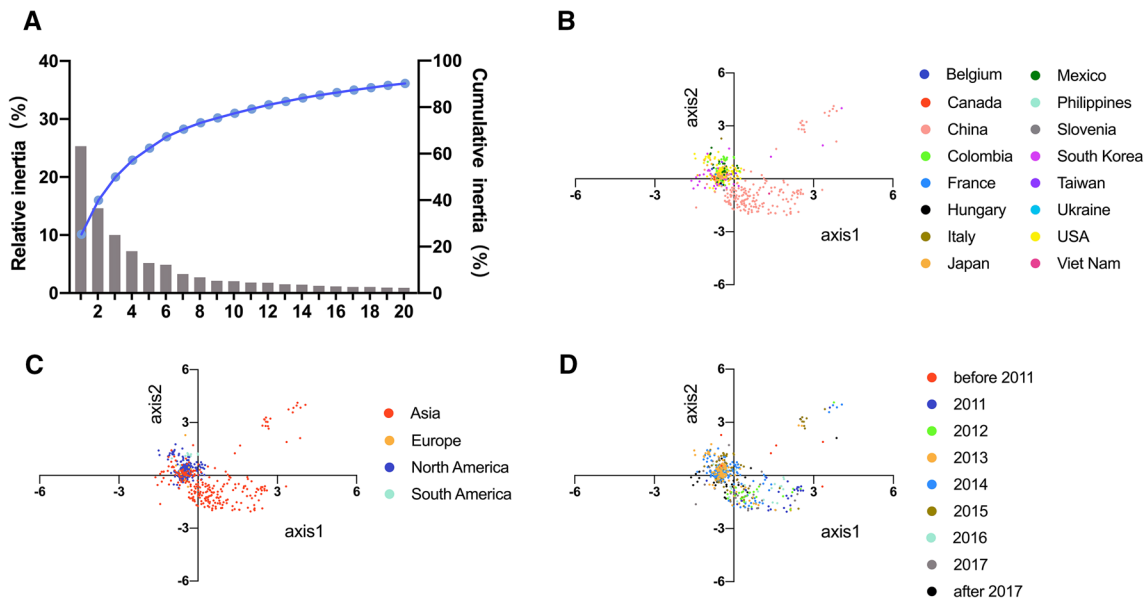 A
Relative inertia (%)
40
30
20
10
0
100
80
60
40
20
0
Cumulative inertia (%)
2 4 6 8 10 12 14 16 18 20
B
axis2
6
3
-3
-6
-6 -3 3 6
axis1
Belgium
Canada
China
Colombia
France
Hungary
Italy
Japan
Mexico
Philippines
Slovenia
South Korea
Taiwan
Ukraine
USA
Viet Nam
C
axis2
6
3
-3
-6
-6 -3 3 6
axis1
Asia
Europe
North America
South America
D
axis2
6
3
-3
-6
-6 -3 3 6
axis1
before 2011
2011
2012
2013
2014
2015
2016
2017
after 2017